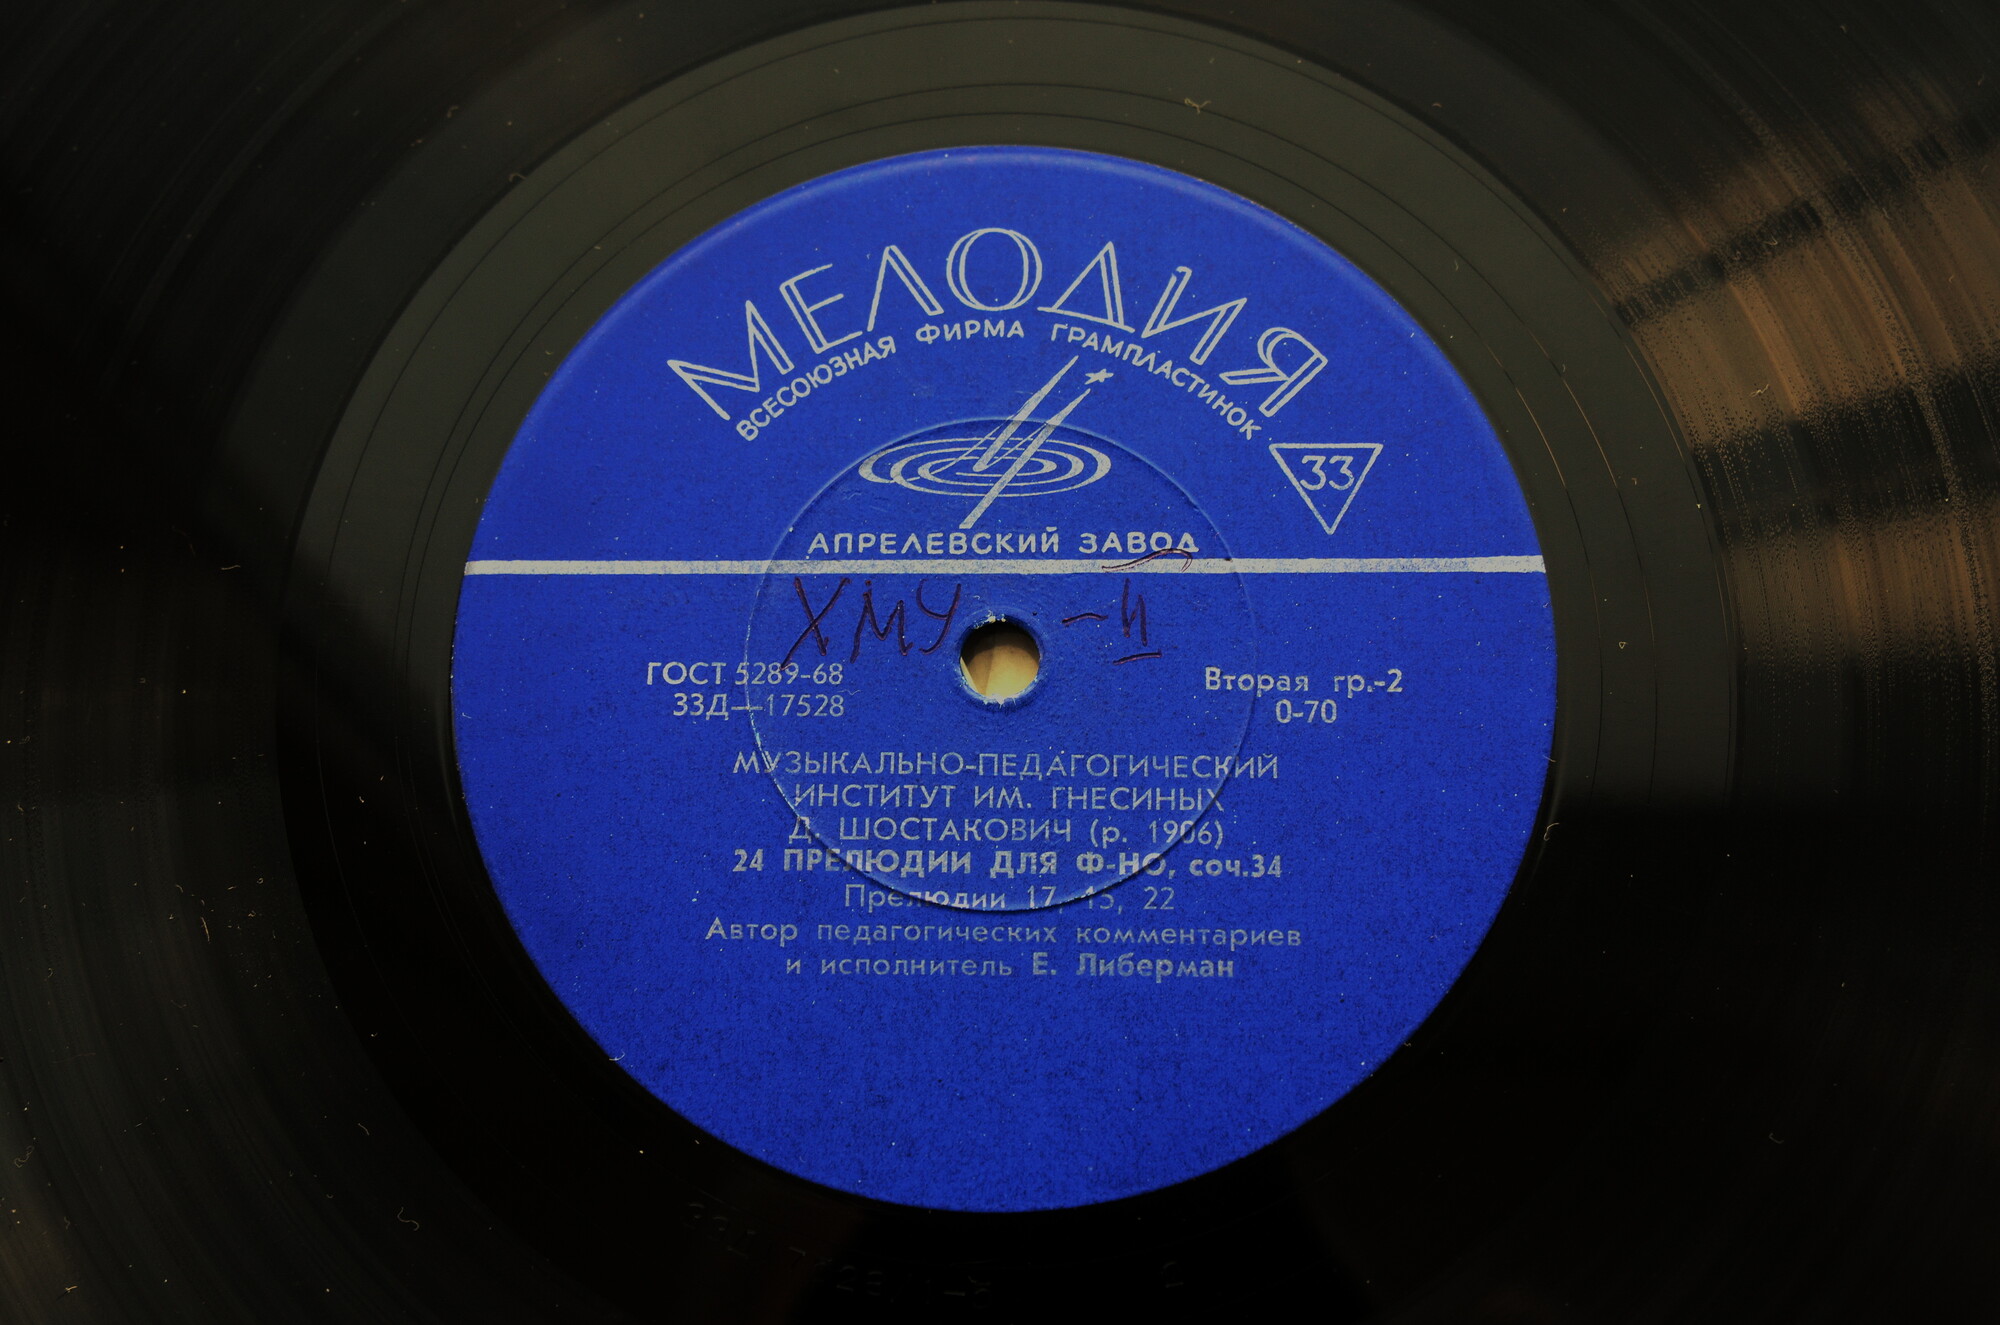 МЕЛОДИЯ
ВСЕСОЮЗНАЯ ФИРМА ГРАМПЛАСТИНОК
33
АПРЕЛЕВСКИЙ ЗАВОД
ХМУ -II
ГОСТ 5289-68
33Д—17528
Вторая гр.-2
0-70
МУЗЫКАЛЬНО-ПЕДАГОГИЧЕСКИЙ
ИНСТИТУТ ИМ. ГНЕСИНЫХ
Д. ШОСТАКОВИЧ (р. 1906)
24 ПРЕЛЮДИИ ДЛЯ Ф-НО, соч.34
Прелюдии 17, 15, 22
Автор педагогических комментариев
и исполнитель Е. Либерман